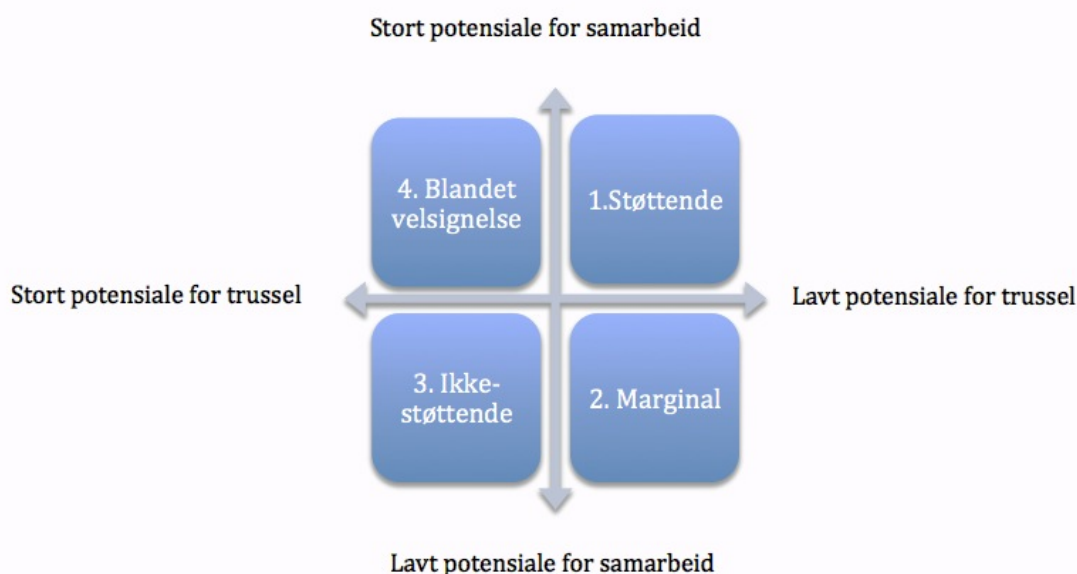 Stort potensiale for samarbeid
4. Blandet
velsignelse
1.Støttende
Stort potensiale for trussel
Lavt potensiale for trussel
3. Ikke-
støttende
2. Marginal
Lavt potensiale for samarbeid